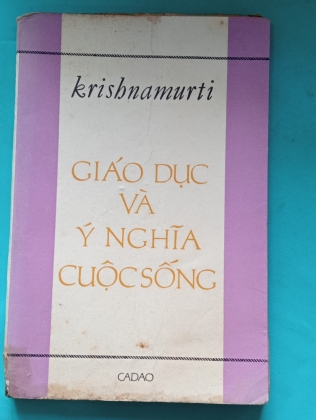 krishnamurti
GIÁO DỤC
VÀ
Ý NGHĨA
CUỘC SỐNG
CADAO